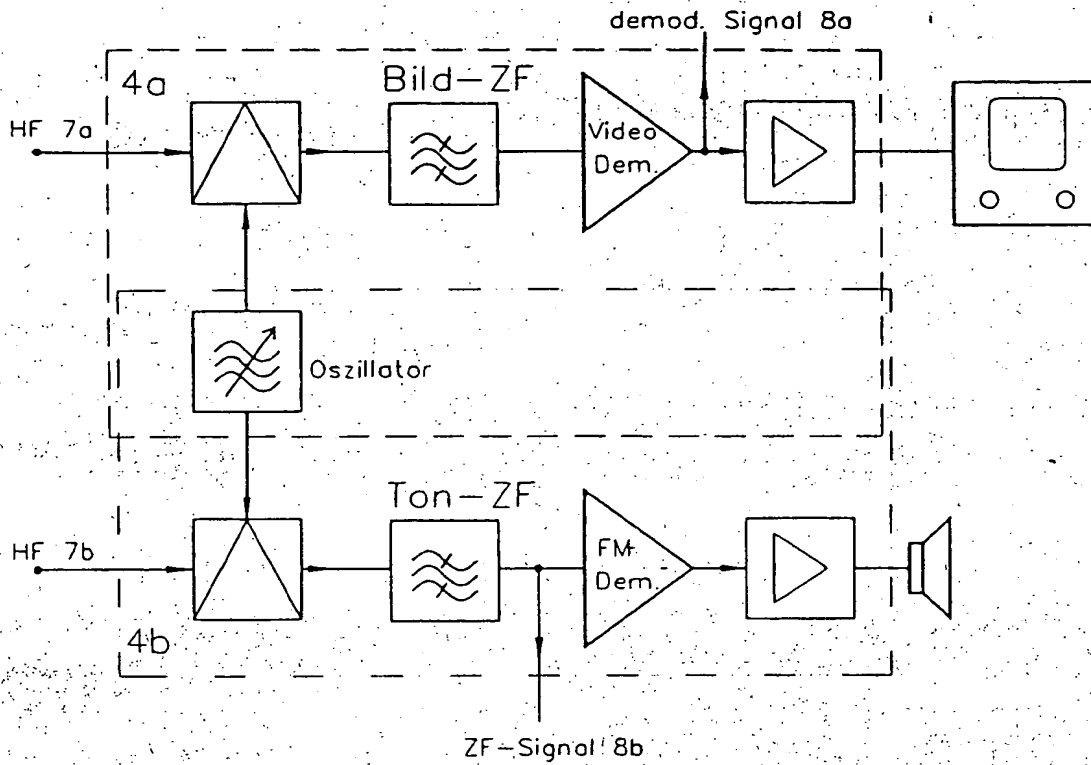 demod. Signal 8a
4a
Bild-ZF
HF 7a
Video
Dem.
Oszillator
Ton-ZF
HF 7b
FM-
Dem.
4b
ZF-Signal 8b